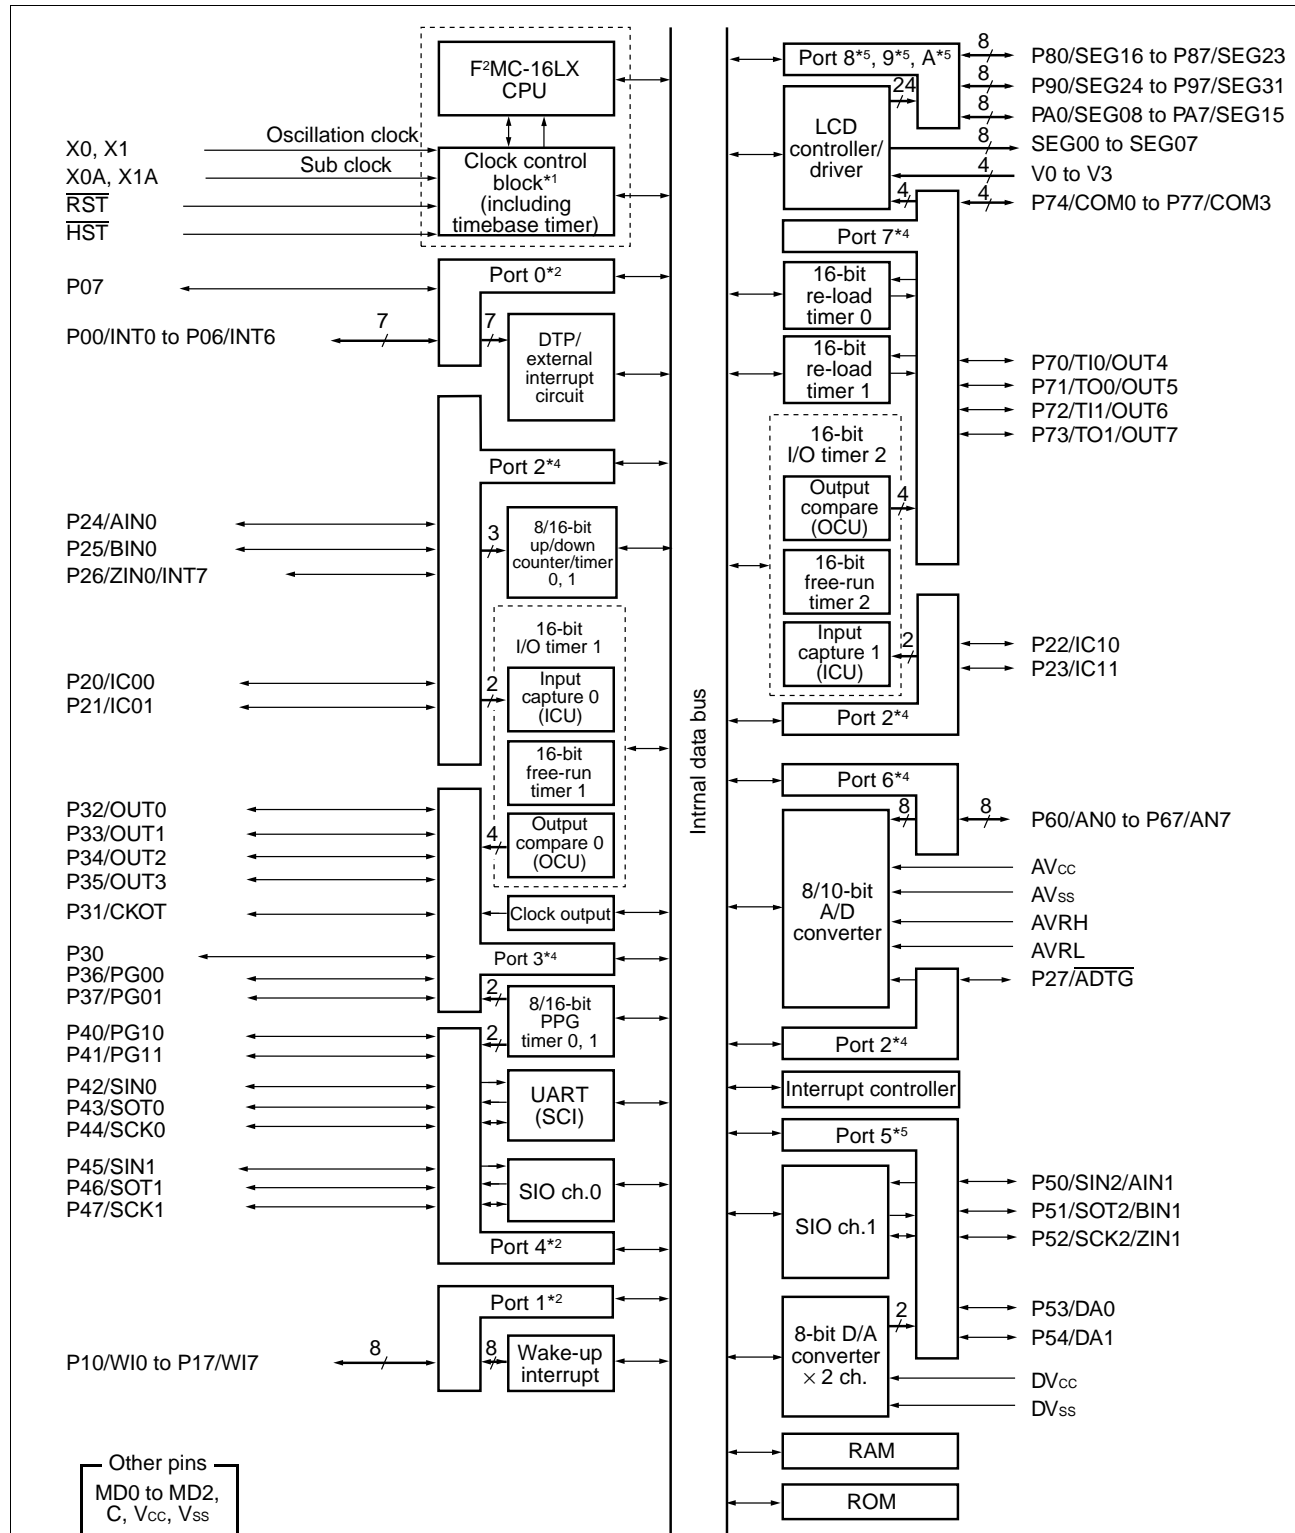 F²MC-16LX
CPU
Oscillation clock
X0, X1
Sub clock
X0A, X1A
RST
HST
Clock control
block*1
(including
timebase timer)
Port 0*2
P07
P00/INT0 to P06/INT6
7
7
DTP/
external
interrupt
circuit
Port 2*4
P24/AIN0
P25/BIN0
P26/ZIN0/INT7
3
8/16-bit
up/down
counter/timer
0, 1
16-bit
I/O timer 1
P20/IC00
P21/IC01
2
Input
capture 0
(ICU)
16-bit
free-run
timer 1
P32/OUT0
P33/OUT1
P34/OUT2
P35/OUT3
4
Output
compare 0
(OCU)
P31/CKOT
Clock output
P30
Port 3*4
P36/PG00
P37/PG01
2
8/16-bit
PPG
timer 0, 1
2
P40/PG10
P41/PG11
P42/SIN0
P43/SOT0
P44/SCK0
UART
(SCI)
P45/SIN1
P46/SOT1
P47/SCK1
SIO ch.0
Port 4*2
Port 1*2
P10/WI0 to P17/WI7
8
8
Wake-up
interrupt
Other pins
MD0 to MD2,
C, VCC, VSS
Intrnal data bus
Port 8*5, 9*5, A*5
8
P80/SEG16 to P87/SEG23
8
P90/SEG24 to P97/SEG31
24
8
PA0/SEG08 to PA7/SEG15
LCD
controller/
driver
8
SEG00 to SEG07
4
V0 to V3
4
4
P74/COM0 to P77/COM3
Port 7*4
16-bit
re-load
timer 0
16-bit
re-load
timer 1
P70/TI0/OUT4
P71/TO0/OUT5
P72/TI1/OUT6
P73/TO1/OUT7
16-bit
I/O timer 2
Output
compare
(OCU)
4
16-bit
free-run
timer 2
Input
capture 1
(ICU)
2
P22/IC10
P23/IC11
Port 2*4
Port 6*4
8
8
P60/AN0 to P67/AN7
8/10-bit
A/D
converter
AVCC
AVSS
AVRH
AVRL
P27/ADTG
Port 2*4
Interrupt controller
Port 5*5
SIO ch.1
P50/SIN2/AIN1
P51/SOT2/BIN1
P52/SCK2/ZIN1
8-bit D/A
converter
× 2 ch.
2
P53/DA0
P54/DA1
DVCC
DVSS
RAM
ROM